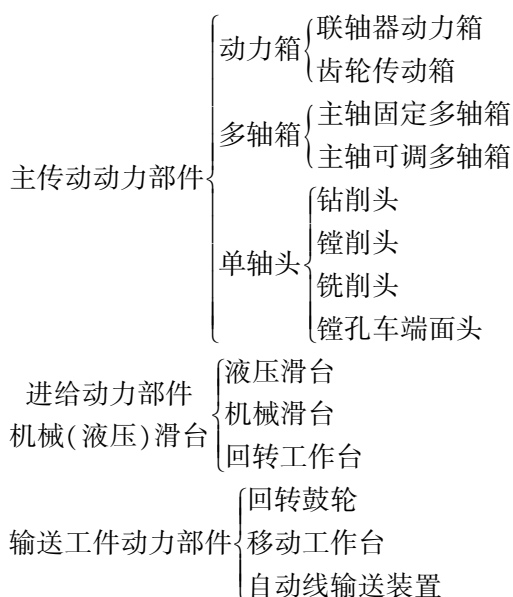 主传动动力部件
动力箱
联轴器动力箱
齿轮传动箱
多轴箱
主轴固定多轴箱
主轴可调多轴箱
单轴头
钻削头
镗削头
铣削头
镗孔车端面头
进给动力部件
机械(液压)滑台
液压滑台
机械滑台
回转工作台
输送工件动力部件
回转鼓轮
移动工作台
自动线输送装置